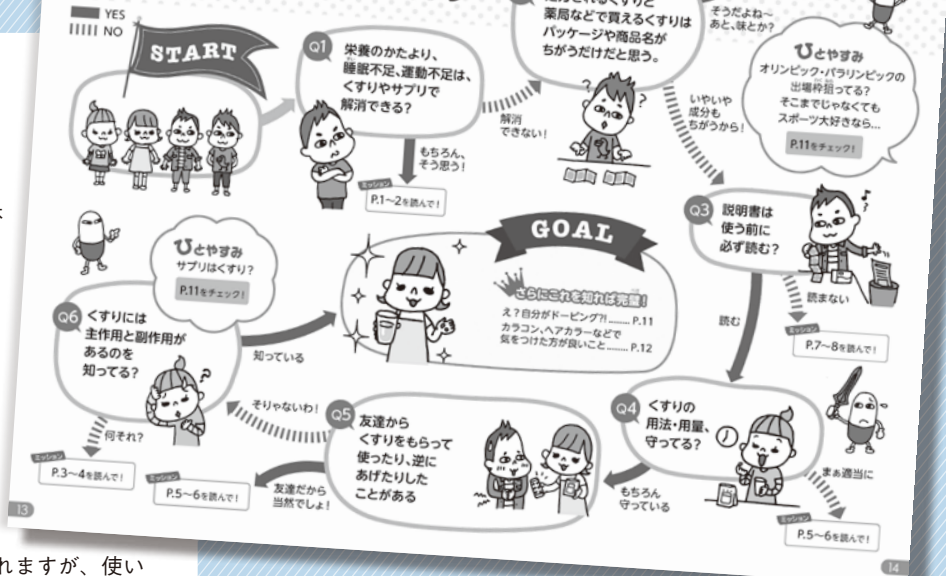 YES
NO
START
Q1
栄養のかたより、
睡眠不足、運動不足は、
くすりやサプリで
解消できる?
もちろん、
そう思う!
ミッション
P.1〜2を読んで!
解消
できない!
薬局などで買えるくすりは
パッケージや商品名が
ちがうだけだと思う。
そうだよね〜
あと、味とか?
いやいや
成分も
ちがうから!
ひとやすみ
オリンピック・パラリンピックの
出場枠狙ってる?
そこまでじゃなくても
スポーツ大好きなら...
P.11をチェック!
Q3
説明書は
使う前に
必ず読む?
読む
読まない
ミッション
P.7〜8を読んで!
Q4
くすりの
用法・用量、
守ってる?
まぁ適当に
ミッション
P.5〜6を読んで!
もちろん
守っている
Q5
友達から
くすりをもらって
使ったり、逆に
あげたりした
ことがある
友達だから
当然でしょ!
ミッション
P.5〜6を読んで!
そりゃないわ!
Q6
くすりには
主作用と副作用が
あるのを
知ってる?
何それ?
ミッション
P.3〜4を読んで!
知っている
ひとやすみ
サプリはくすり?
P.11をチェック!
GOAL
さらにこれを知れば完璧!
え?自分がドーピング?! ........ P.11
カラコン、ヘアカラーなどで
気をつけた方が良いこと ........ P.12
13
14
れますが、使い